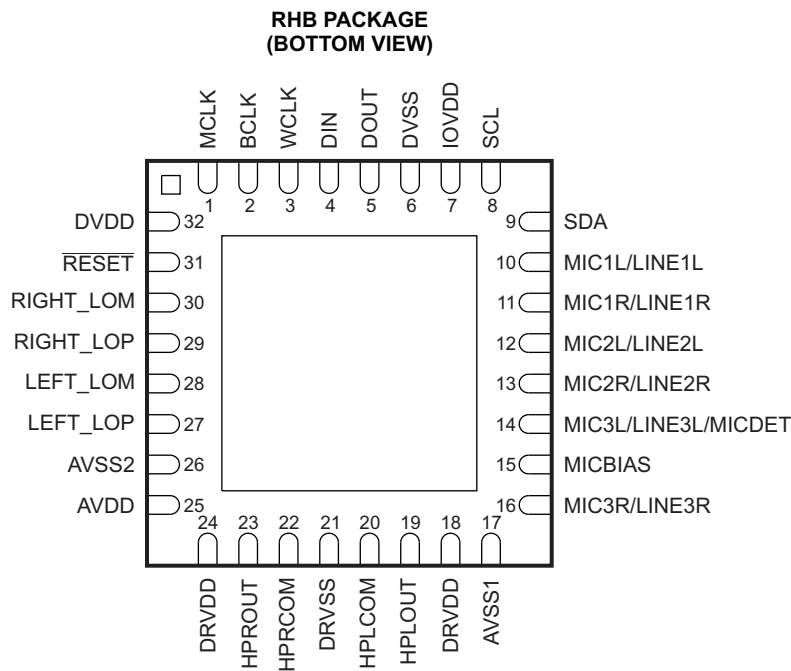 RHB PACKAGE
(BOTTOM VIEW)
MCLK
BCLK
WCLK
DIN
DOUT
DVSS
IOVDD
SCL
1 2 3 4 5 6 7 8
DVDD 32
RESET 31
RIGHT_LOM 30
RIGHT_LOP 29
LEFT_LOM 28
LEFT_LOP 27
AVSS2 26
AVDD 25
9 SDA
10 MIC1L/LINE1L
11 MIC1R/LINE1R
12 MIC2L/LINE2L
13 MIC2R/LINE2R
14 MIC3L/LINE3L/MICDET
15 MICBIAS
16 MIC3R/LINE3R
24 23 22 21 20 19 18 17
DRVDD
HPROUT
HPRCOM
DRVSS
HPLCOM
HPLOUT
DRVDD
AVSS1